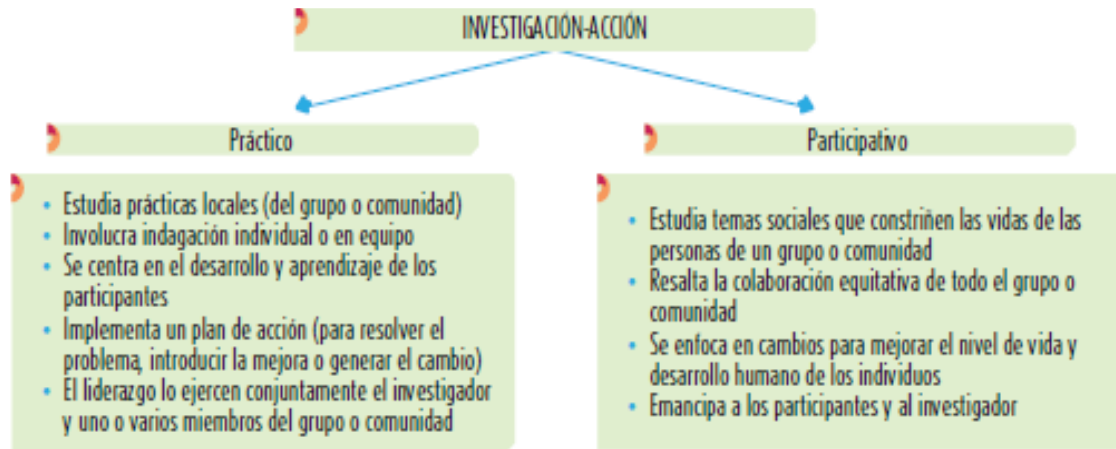 INVESTIGACIÓN-ACCIÓN
Práctico
• Estudia prácticas locales (del grupo o comunidad)
• Involucra indagación individual o en equipo
• Se centra en el desarrollo y aprendizaje de los
participantes
• Implementa un plan de acción (para resolver el
problema, introducir la mejora o generar el cambio)
• El liderazgo lo ejercen conjuntamente el investigador
y uno o varios miembros del grupo o comunidad
Participativo
• Estudia temas sociales que constriñen las vidas de las
personas de un grupo o comunidad
• Resalta la colaboración equitativa de todo el grupo o
comunidad
• Se enfoca en cambios para mejorar el nivel de vida y
desarrollo humano de los individuos
• Emancipa a los participantes y al investigador